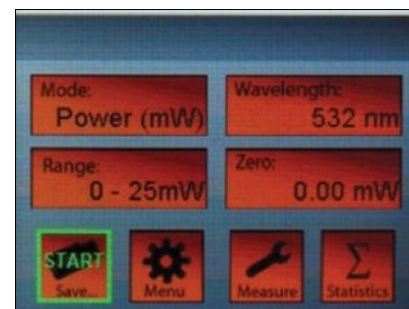 Mode: Wavelength:
Power (mW) 532 nm
Range: Zero:
0 - 25mW 0.00 mW
START
Save... Menu Measure Statistics